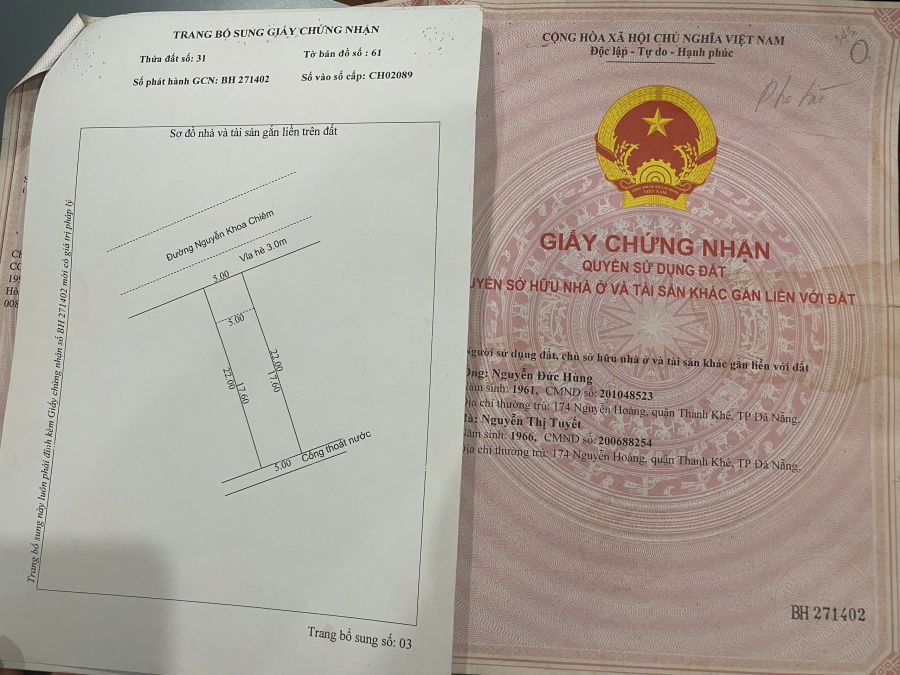 TRANG BỔ SUNG GIẤY CHỨNG NHẬN
Thửa đất số: 31
Tờ bản đồ số : 61
Số phát hành GCN: BH 271402
Số vào sổ cấp: CH02089
Sơ đồ nhà và tài sản gắn liền trên đất
Đường Nguyễn Khoa Chiêm
Vỉa hè 3.0m
5.00
5.00
22.00
17.60
22.00
17.60
5.00
Cống thoát nước
Trang bổ sung này luôn phải đính kèm Giấy chứng nhận số BH 271402 mới có giá trị pháp lý
Trang bổ sung số: 03
CỘNG HÒA XÃ HỘI CHỦ NGHĨA VIỆT NAM
Độc lập - Tự do - Hạnh phúc
VIỆT NAM
GIẤY CHỨNG NHẬN
QUYỀN SỬ DỤNG ĐẤT
UYỀN SỞ HỮU NHÀ Ở VÀ TÀI SẢN KHÁC GẮN LIỀN VỚI ĐẤT
Người sử dụng đất, chủ sở hữu nhà ở và tài sản khác gắn liền với đất
Ông: Nguyễn Đức Hùng
Năm sinh: 1961, CMND số: 201048523
Địa chỉ thường trú: 174 Nguyễn Hoàng, quận Thanh Khê, TP Đà Nẵng.
Bà: Nguyễn Thị Tuyết
Năm sinh: 1966, CMND số: 200688254
Địa chỉ thường trú: 174 Nguyễn Hoàng, quận Thanh Khê, TP Đà Nẵng.
BH 271402